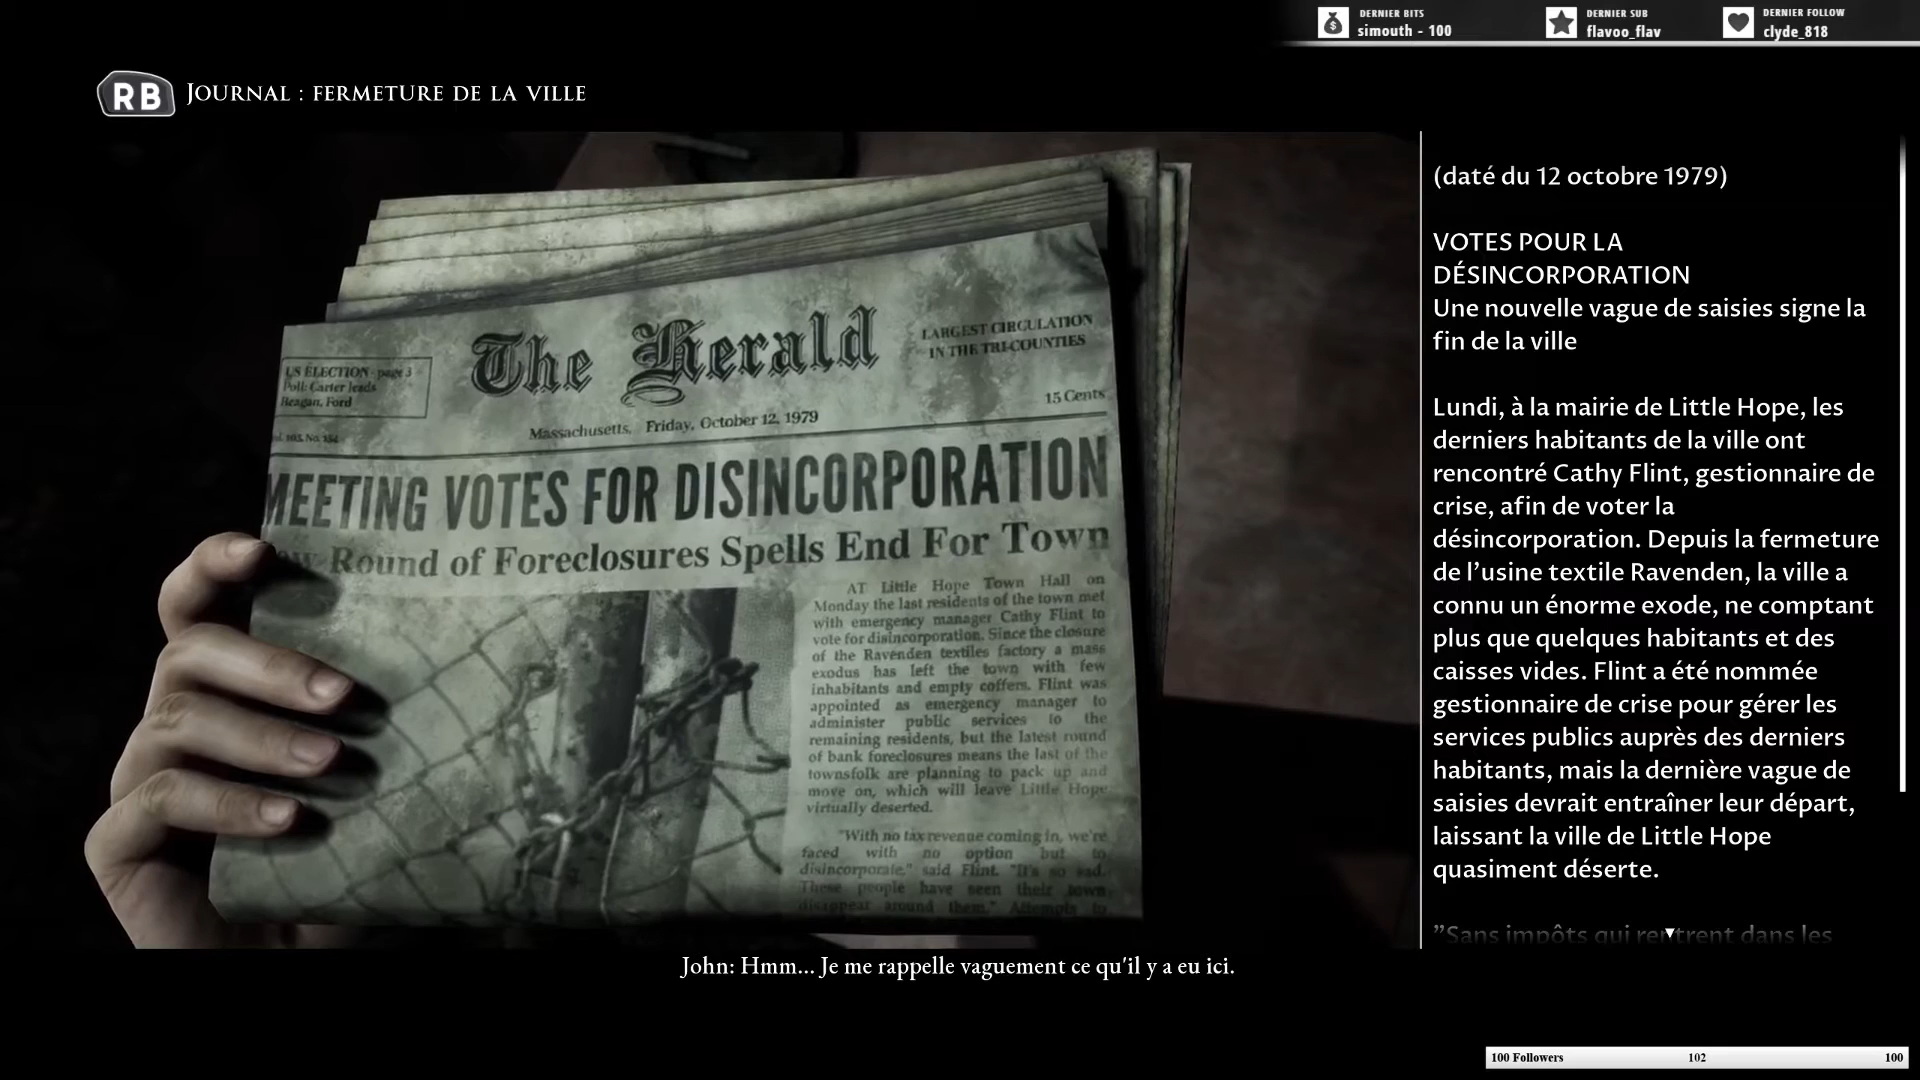 DERNIER BITS
simouth - 100
DERNIER SUB
flavoo_flav
DERNIER FOLLOW
clyde_818
RB
JOURNAL : FERMETURE DE LA VILLE
US ELECTION - page 3
Poll: Carter leads
Reagan, Ford
The Herald
LARGEST CIRCULATION
IN THE TRI-COUNTIES
15 Cents
Massachusetts, Friday, October 12, 1979
MEETING VOTES FOR DISINCORPORATION
Round of Foreclosures Spells End For Town
AT Little Hope Town Hall on
Monday the last residents of the town met
with emergency manager Cathy Flint to
vote for disincorporation. Since the closure
of the Ravenden textiles factory a mass
exodus has left the town with few
inhabitants and empty coffers. Flint was
appointed as emergency manager to
administer public services to the
remaining residents, but the latest round
of bank foreclosures means the last of the
townsfolk are planning to pack up and
move on, which will leave Little Hope
virtually deserted.
"With no tax revenue coming in, we're
faced with no option but to
disincorporate," said Flint. "It's so sad.
These people have seen their town
disappear around them." Attempts to
(daté du 12 octobre 1979)
VOTES POUR LA
DÉSINCORPORATION
Une nouvelle vague de saisies signe la
fin de la ville
Lundi, à la mairie de Little Hope, les
derniers habitants de la ville ont
rencontré Cathy Flint, gestionnaire de
crise, afin de voter la
désincorporation. Depuis la fermeture
de l'usine textile Ravenden, la ville a
connu un énorme exode, ne comptant
plus que quelques habitants et des
caisses vides. Flint a été nommée
gestionnaire de crise pour gérer les
services publics auprès des derniers
habitants, mais la dernière vague de
saisies devrait entraîner leur départ,
laissant la ville de Little Hope
quasiment déserte.
"Sans impôts qui rentrent dans les
John: Hmm... Je me rappelle vaguement ce qu'il y a eu ici.
100 Followers
102
100